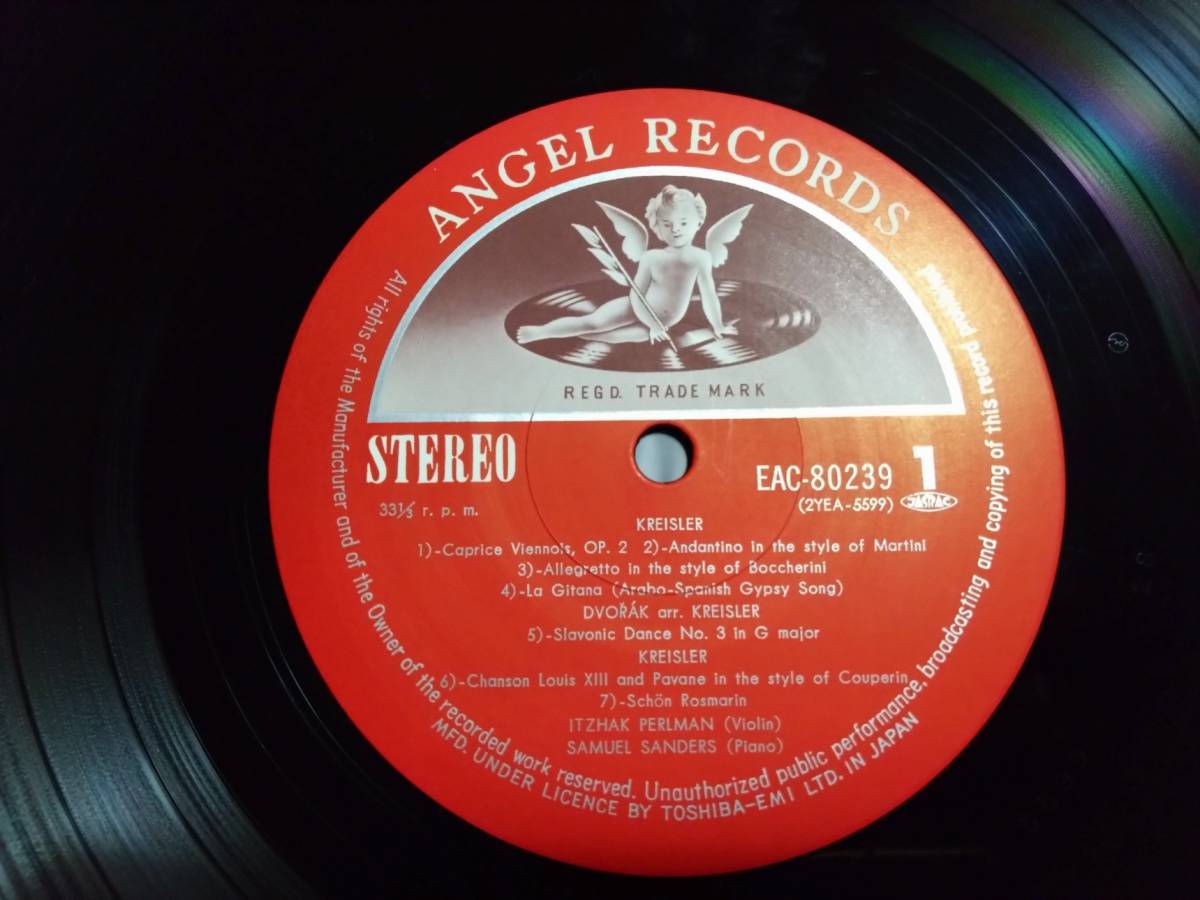 ANGEL RECORDS
REGD. TRADE MARK
STEREO
EAC-80239 1
33⅓ r. p. m.
(2YEA-5599) JASRAC
KREISLER
1)-Caprice Viennois, OP. 2 2)-Andantino in the style of Martini
3)-Allegretto in the style of Boccherini
4)-La Gitana (Arabo-Spanish Gypsy Song)
DVOŘÁK arr. KREISLER
5)-Slavonic Dance No. 3 in G major
KREISLER
6)-Chanson Louis XIII and Pavane in the style of Couperin
7)-Schön Rosmarin
ITZHAK PERLMAN (Violin)
SAMUEL SANDERS (Piano)
All rights of the Manufacturer and of the Owner of the recorded work reserved. Unauthorized public performance, broadcasting and copying of this record prohibited.
MFD. UNDER LICENCE BY TOSHIBA-EMI LTD. IN JAPAN